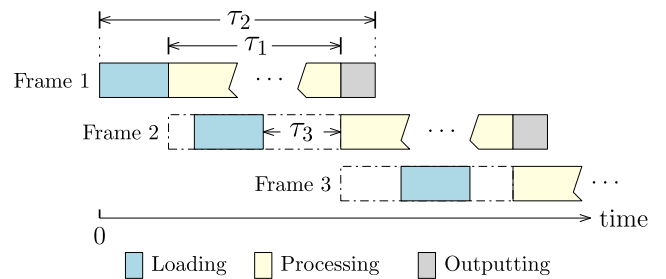 τ2
τ1
Frame 1
...
Frame 2
τ3
...
Frame 3
...
0
time
Loading
Processing
Outputting